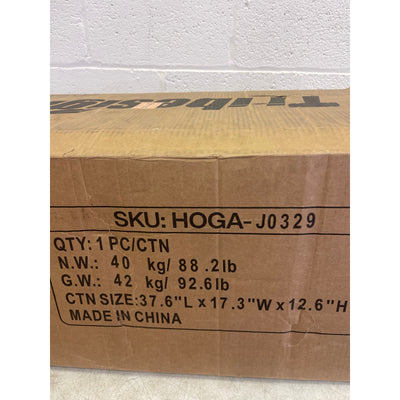 Tribesigns
SKU: HOGA-J0329
QTY: 1 PC/CTN
N.W.: 40 kg/ 88.2lb
G.W.: 42 kg/ 92.6lb
CTN SIZE: 37.6"L x 17.3"W x 12.6"H
MADE IN CHINA